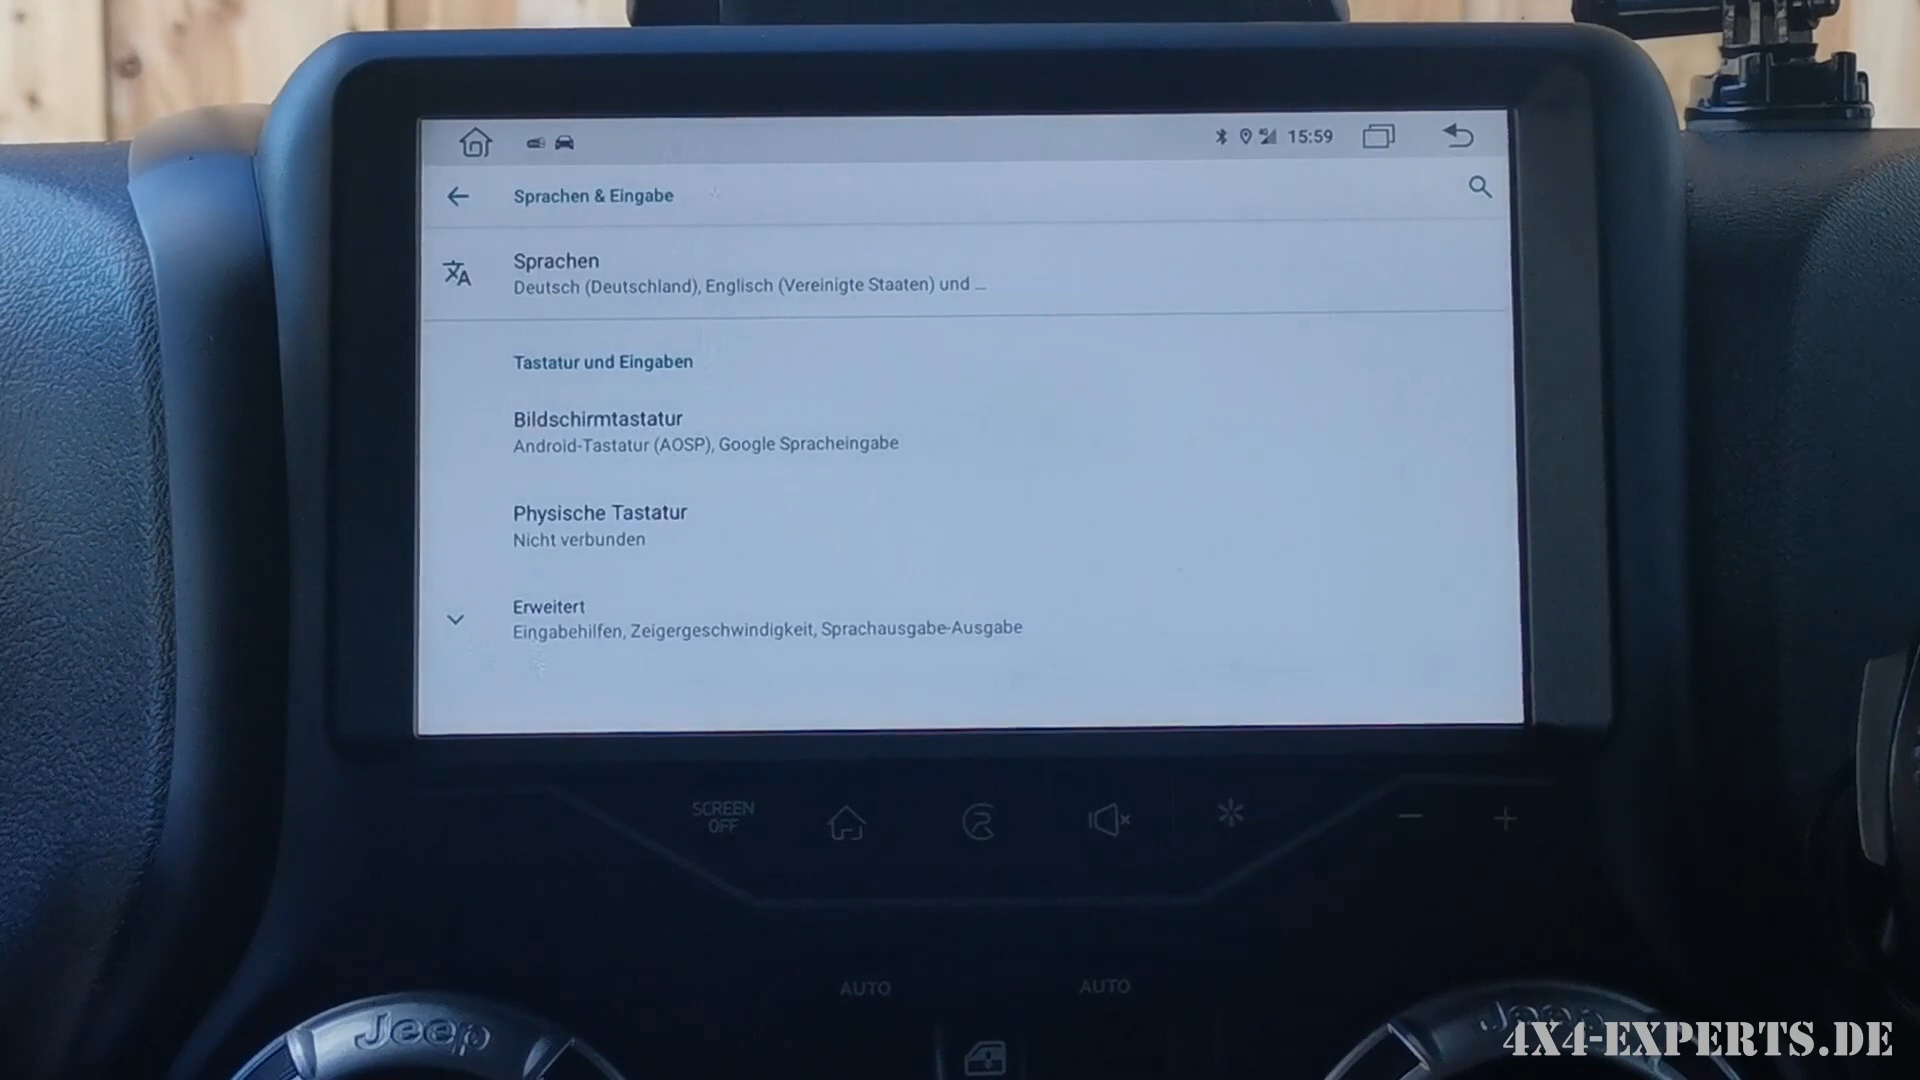 15:59
Sprachen & Eingabe
Sprachen
Deutsch (Deutschland), Englisch (Vereinigte Staaten) und ...
Tastatur und Eingaben
Bildschirmtastatur
Android-Tastatur (AOSP), Google Spracheingabe
Physische Tastatur
Nicht verbunden
Erweitert
Eingabehilfen, Zeigergeschwindigkeit, Sprachausgabe-Ausgabe
SCREEN
OFF
AUTO
AUTO
Jeep
Jeep
4X4-EXPERTS.DE